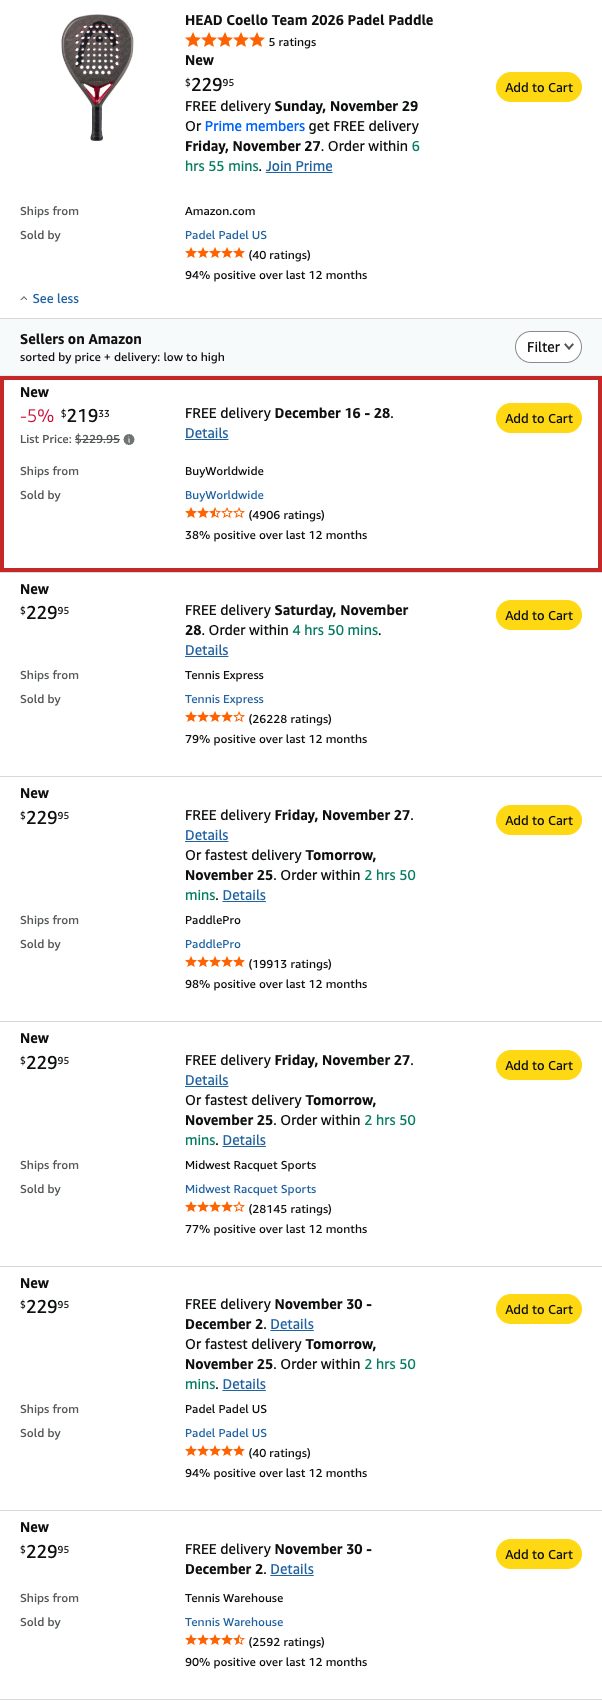 HEAD Coello Team 2026 Padel Paddle
5 ratings
New
$229⁹⁵
Add to Cart
FREE delivery Sunday, November 29
Or Prime members get FREE delivery
Friday, November 27. Order within 6
hrs 55 mins. Join Prime
Ships from Amazon.com
Sold by Padel Padel US
(40 ratings)
94% positive over last 12 months
See less
Sellers on Amazon
sorted by price + delivery: low to high
Filter
New
-5% $219³³
List Price: $229.95
FREE delivery December 16 - 28.
Details
Add to Cart
Ships from BuyWorldwide
Sold by BuyWorldwide
(4906 ratings)
38% positive over last 12 months
New
$229⁹⁵
FREE delivery Saturday, November
28. Order within 4 hrs 50 mins.
Details
Add to Cart
Ships from Tennis Express
Sold by Tennis Express
(26228 ratings)
79% positive over last 12 months
New
$229⁹⁵
FREE delivery Friday, November 27.
Details
Or fastest delivery Tomorrow,
November 25. Order within 2 hrs 50
mins. Details
Add to Cart
Ships from PaddlePro
Sold by PaddlePro
(19913 ratings)
98% positive over last 12 months
New
$229⁹⁵
FREE delivery Friday, November 27.
Details
Or fastest delivery Tomorrow,
November 25. Order within 2 hrs 50
mins. Details
Add to Cart
Ships from Midwest Racquet Sports
Sold by Midwest Racquet Sports
(28145 ratings)
77% positive over last 12 months
New
$229⁹⁵
FREE delivery November 30 -
December 2. Details
Or fastest delivery Tomorrow,
November 25. Order within 2 hrs 50
mins. Details
Add to Cart
Ships from Padel Padel US
Sold by Padel Padel US
(40 ratings)
94% positive over last 12 months
New
$229⁹⁵
FREE delivery November 30 -
December 2. Details
Add to Cart
Ships from Tennis Warehouse
Sold by Tennis Warehouse
(2592 ratings)
90% positive over last 12 months